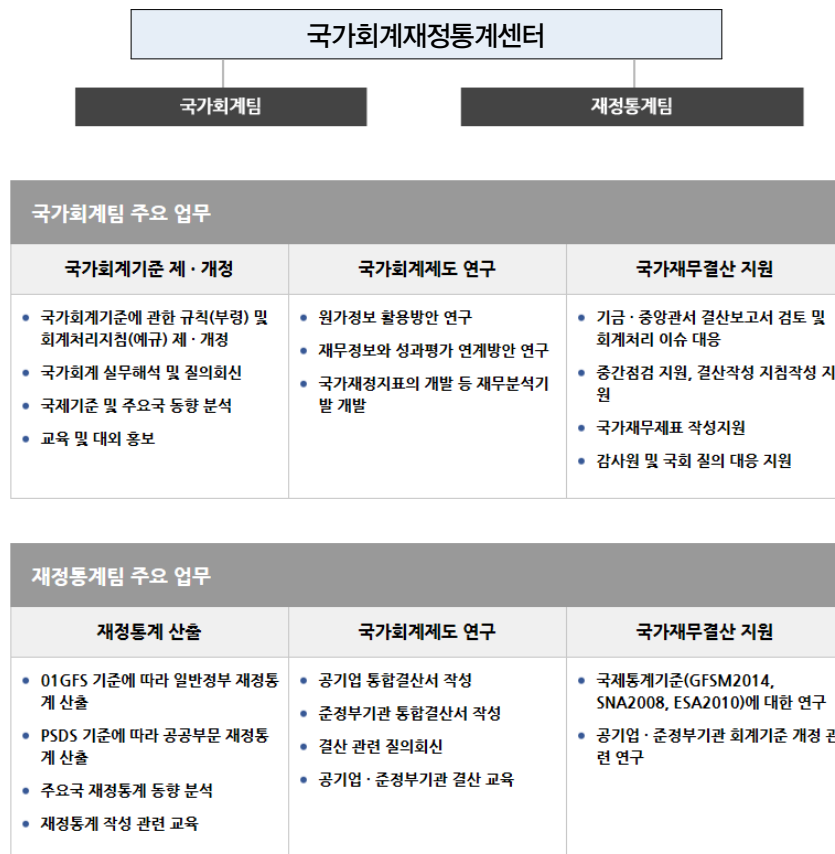 국가회계재정통계센터
국가회계팀
재정통계팀
국가회계팀 주요 업무
국가회계기준 제 · 개정
국가회계제도 연구
국가재무결산 지원
국가회계기준에 관한 규칙(부령) 및
회계처리지침(예규) 제 · 개정
국가회계 실무해석 및 질의회신
국제기준 및 주요국 동향 분석
교육 및 대외 홍보
원가정보 활용방안 연구
재무정보와 성과평가 연계방안 연구
국가재정지표의 개발 등 재무분석기
발 개발
기금 · 중앙관서 결산보고서 검토 및
회계처리 이슈 대응
중간점검 지원, 결산작성 지침작성 지
원
국가재무제표 작성지원
감사원 및 국회 질의 대응 지원
재정통계팀 주요 업무
재정통계 산출
국가회계제도 연구
국가재무결산 지원
01GFS 기준에 따라 일반정부 재정통
계 산출
PSDS 기준에 따라 공공부문 재정통
계 산출
주요국 재정통계 동향 분석
재정통계 작성 관련 교육
공기업 통합결산서 작성
준정부기관 통합결산서 작성
결산 관련 질의회신
공기업 · 준정부기관 결산 교육
국제통계기준(GFSM2014,
SNA2008, ESA2010)에 대한 연구
공기업 · 준정부기관 회계기준 개정 관
련 연구